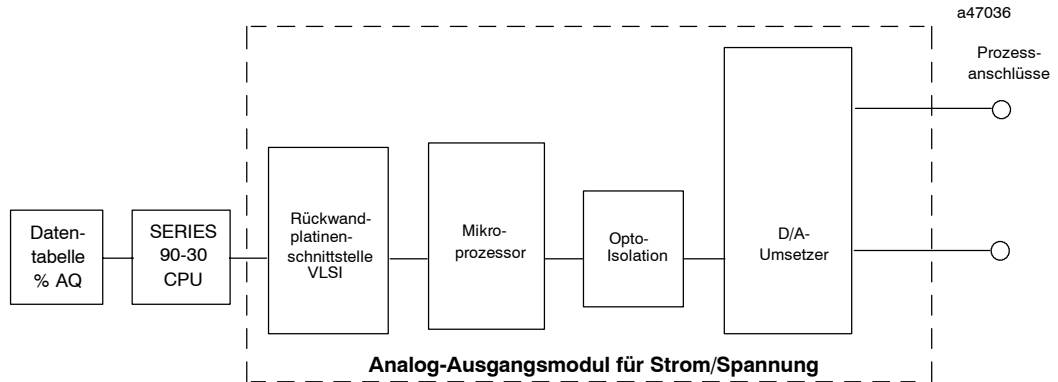 a47036
Prozess-
anschlüsse
Daten-
tabelle
% AQ
SERIES
90-30
CPU
Rückwand-
platinen-
schnittstelle
VLSI
Mikro-
prozessor
Opto-
Isolation
D/A-
Umsetzer
Analog-Ausgangsmodul für Strom/Spannung